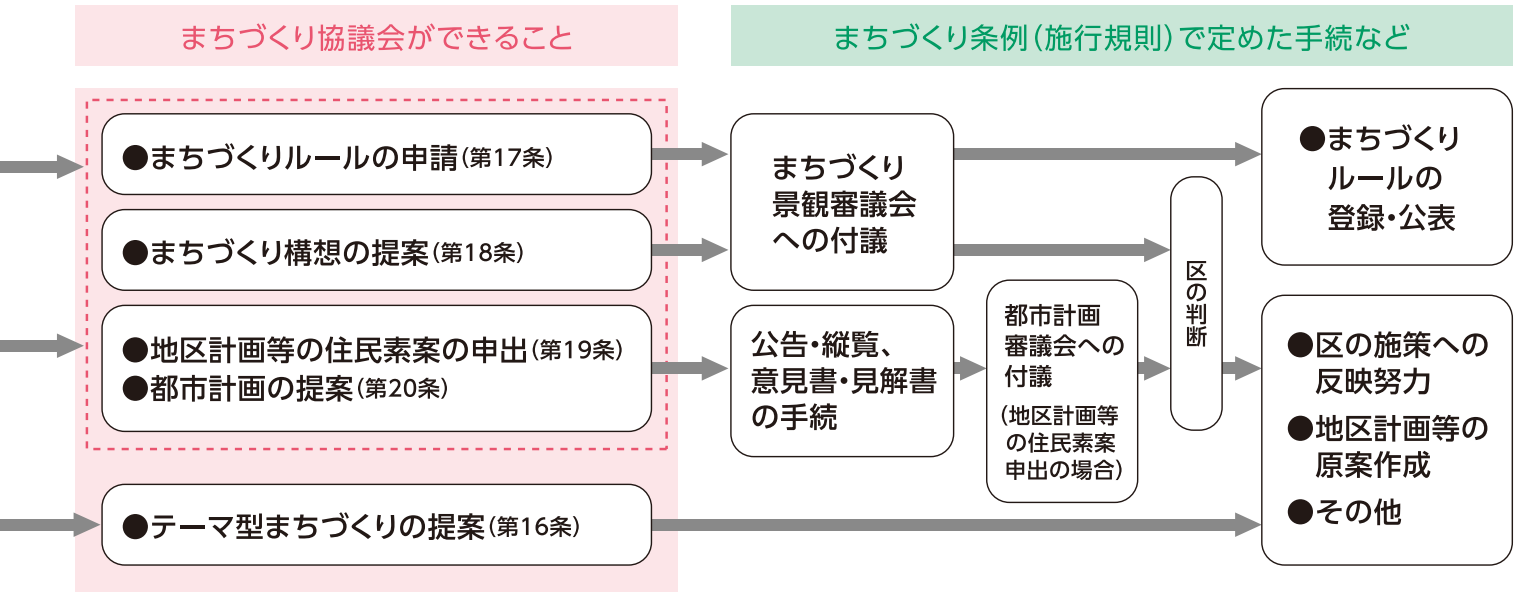 まちづくり協議会ができること
まちづくり条例(施行規則)で定めた手続など
●まちづくりルールの申請(第17条)
●まちづくり構想の提案(第18条)
●地区計画等の住民素案の申出(第19条)
●都市計画の提案(第20条)
●テーマ型まちづくりの提案(第16条)
まちづくり
景観審議会
への付議
公告・縦覧、
意見書・見解書
の手続
都市計画
審議会への
付議
(地区計画等
の住民素案
申出の場合)
区の判断
●まちづくり
ルールの
登録・公表
●区の施策への
反映努力
●地区計画等の
原案作成
●その他